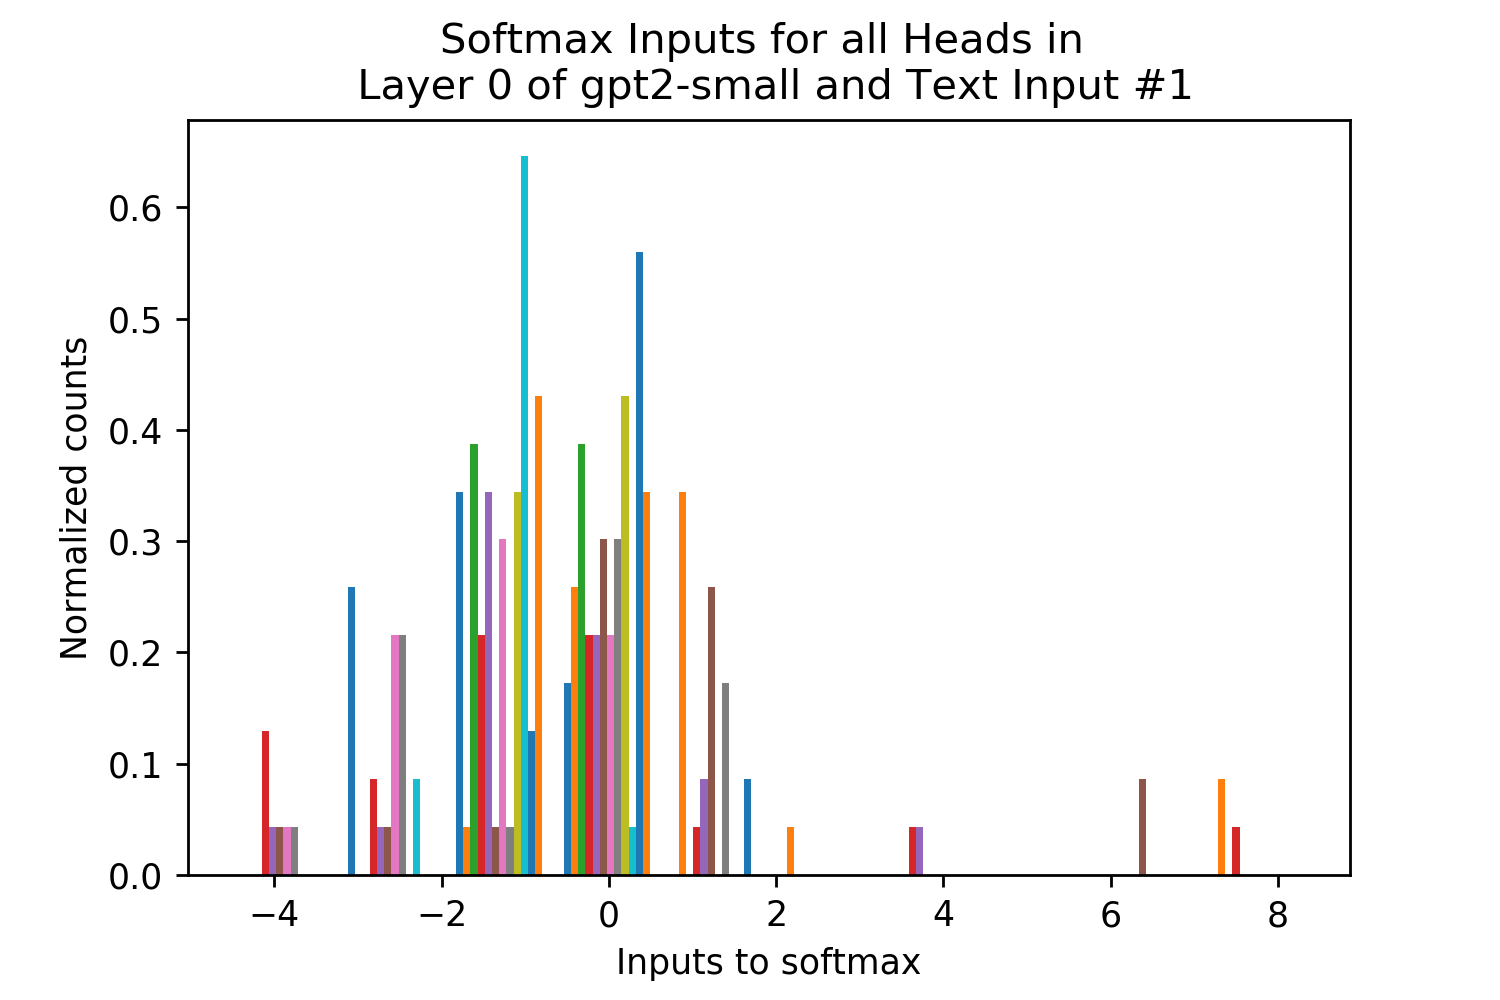 Softmax Inputs for all Heads in
Layer 0 of gpt2-small and Text Input #1
Normalized counts
0.6
0.5
0.4
0.3
0.2
0.1
0.0
−4 −2 0 2 4 6 8
Inputs to softmax